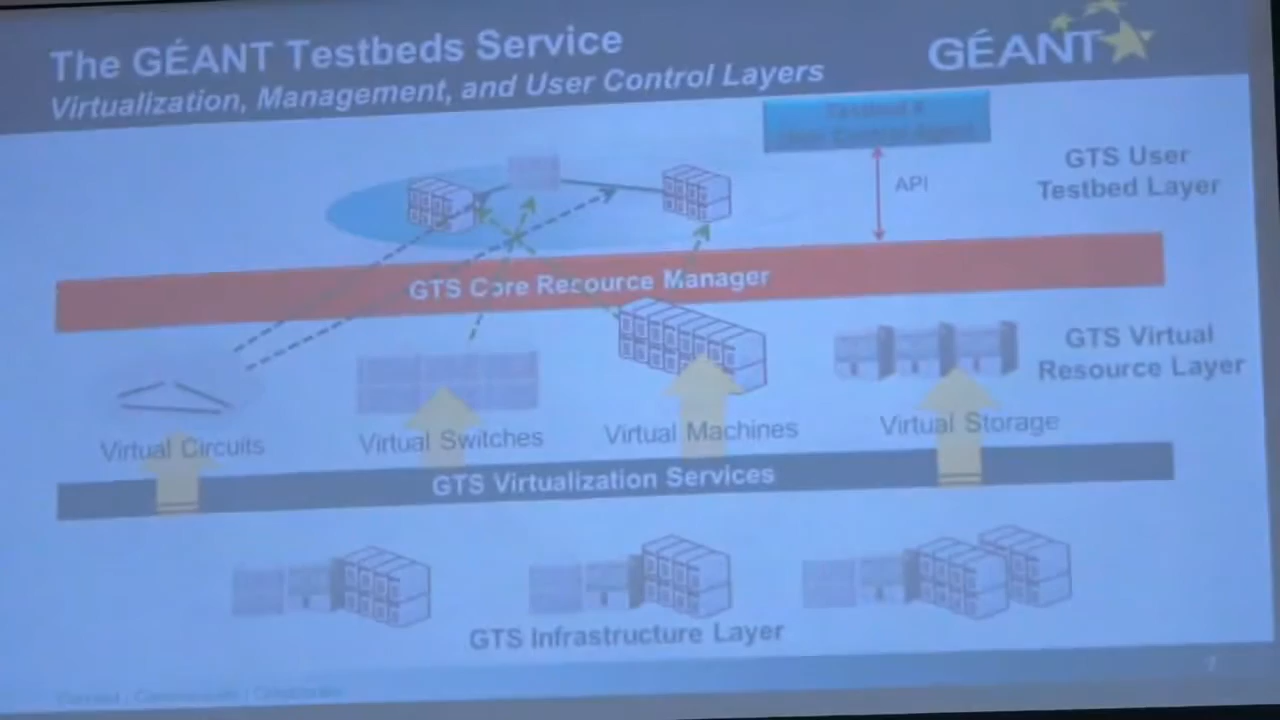 The GÉANT Testbeds Service
Virtualization, Management, and User Control Layers
GÉANT
GTS User
Testbed Layer
API
GTS Core Resource Manager
GTS Virtual
Resource Layer
Virtual Circuits
Virtual Switches
Virtual Machines
Virtual Storage
GTS Virtualization Services
GTS Infrastructure Layer
7